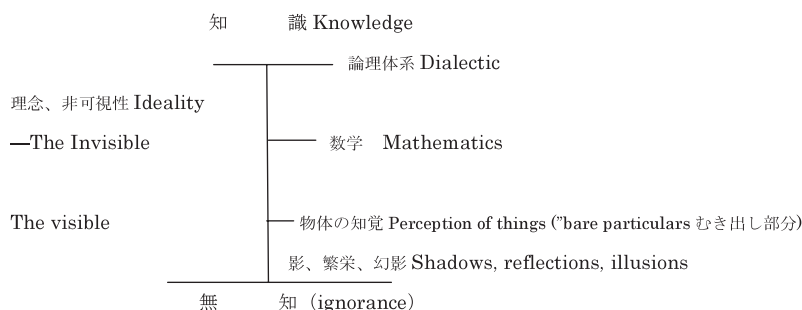 知 識 Knowledge
論理体系 Dialectic
理念、非可視性 Ideality
—The Invisible
数学 Mathematics
The visible
物体の知覚 Perception of things ("bare particulars むき出し部分)
影、繁栄、幻影 Shadows, reflections, illusions
無 知 (ignorance)